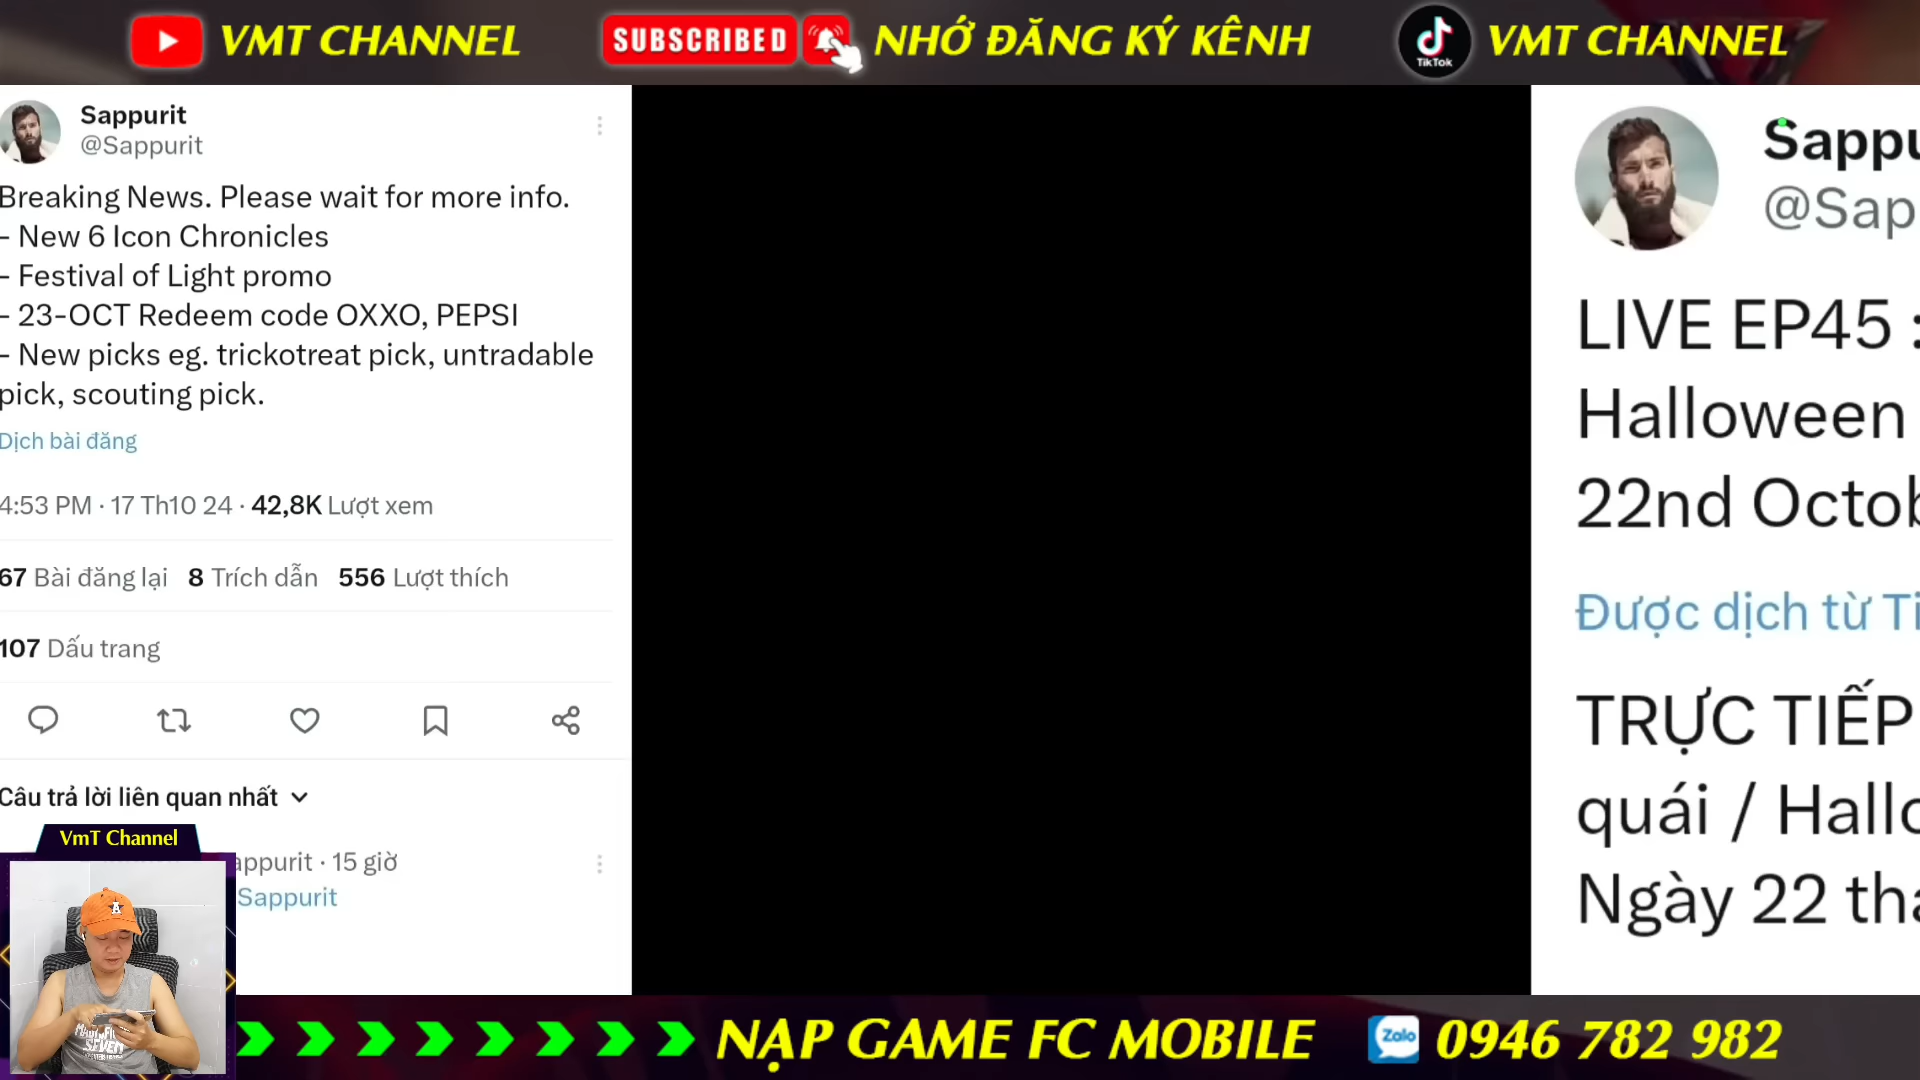 VMT CHANNEL
SUBSCRIBED
NHỚ ĐĂNG KÝ KÊNH
TikTok
VMT CHANNEL
Sappurit
@Sappurit
Breaking News. Please wait for more info.
- New 6 Icon Chronicles
- Festival of Light promo
- 23-OCT Redeem code OXXO, PEPSI
- New picks eg. trickotreat pick, untradable
pick, scouting pick.
Dịch bài đăng
4:53 PM · 17 Th10 24 · 42,8K Lượt xem
67 Bài đăng lại 8 Trích dẫn 556 Lượt thích
107 Dấu trang
Câu trả lời liên quan nhất
appurit · 15 giờ
Sappurit
Sappu
@Sap
LIVE EP45 :
Halloween
22nd Octob
Được dịch từ Ti
TRỰC TIẾP
quái / Hallo
Ngày 22 thá
VmT Channel
A
SEVEN
NẠP GAME FC MOBILE
Zalo
0946 782 982